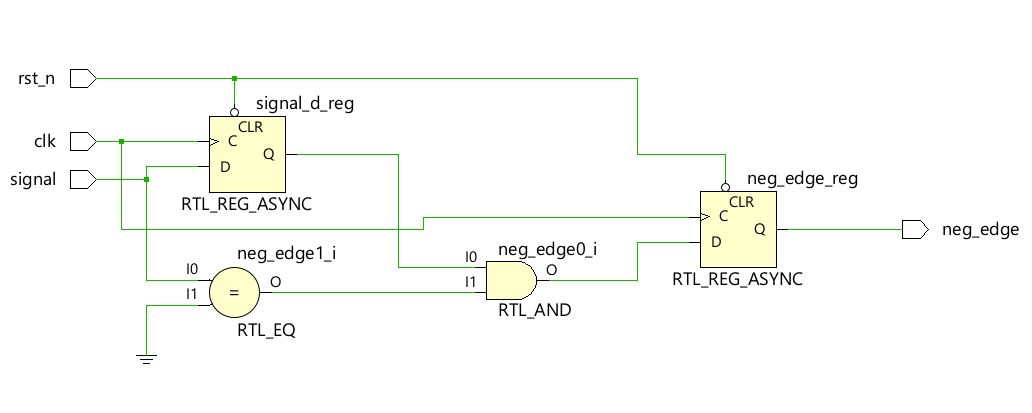 rst_n
signal_d_reg
CLR
clk
C
Q
signal
D
RTL_REG_ASYNC
neg_edge_reg
CLR
C
Q
neg_edge
D
RTL_REG_ASYNC
neg_edge1_i
I0
O
I1
=
RTL_EQ
neg_edge0_i
I0
O
I1
RTL_AND